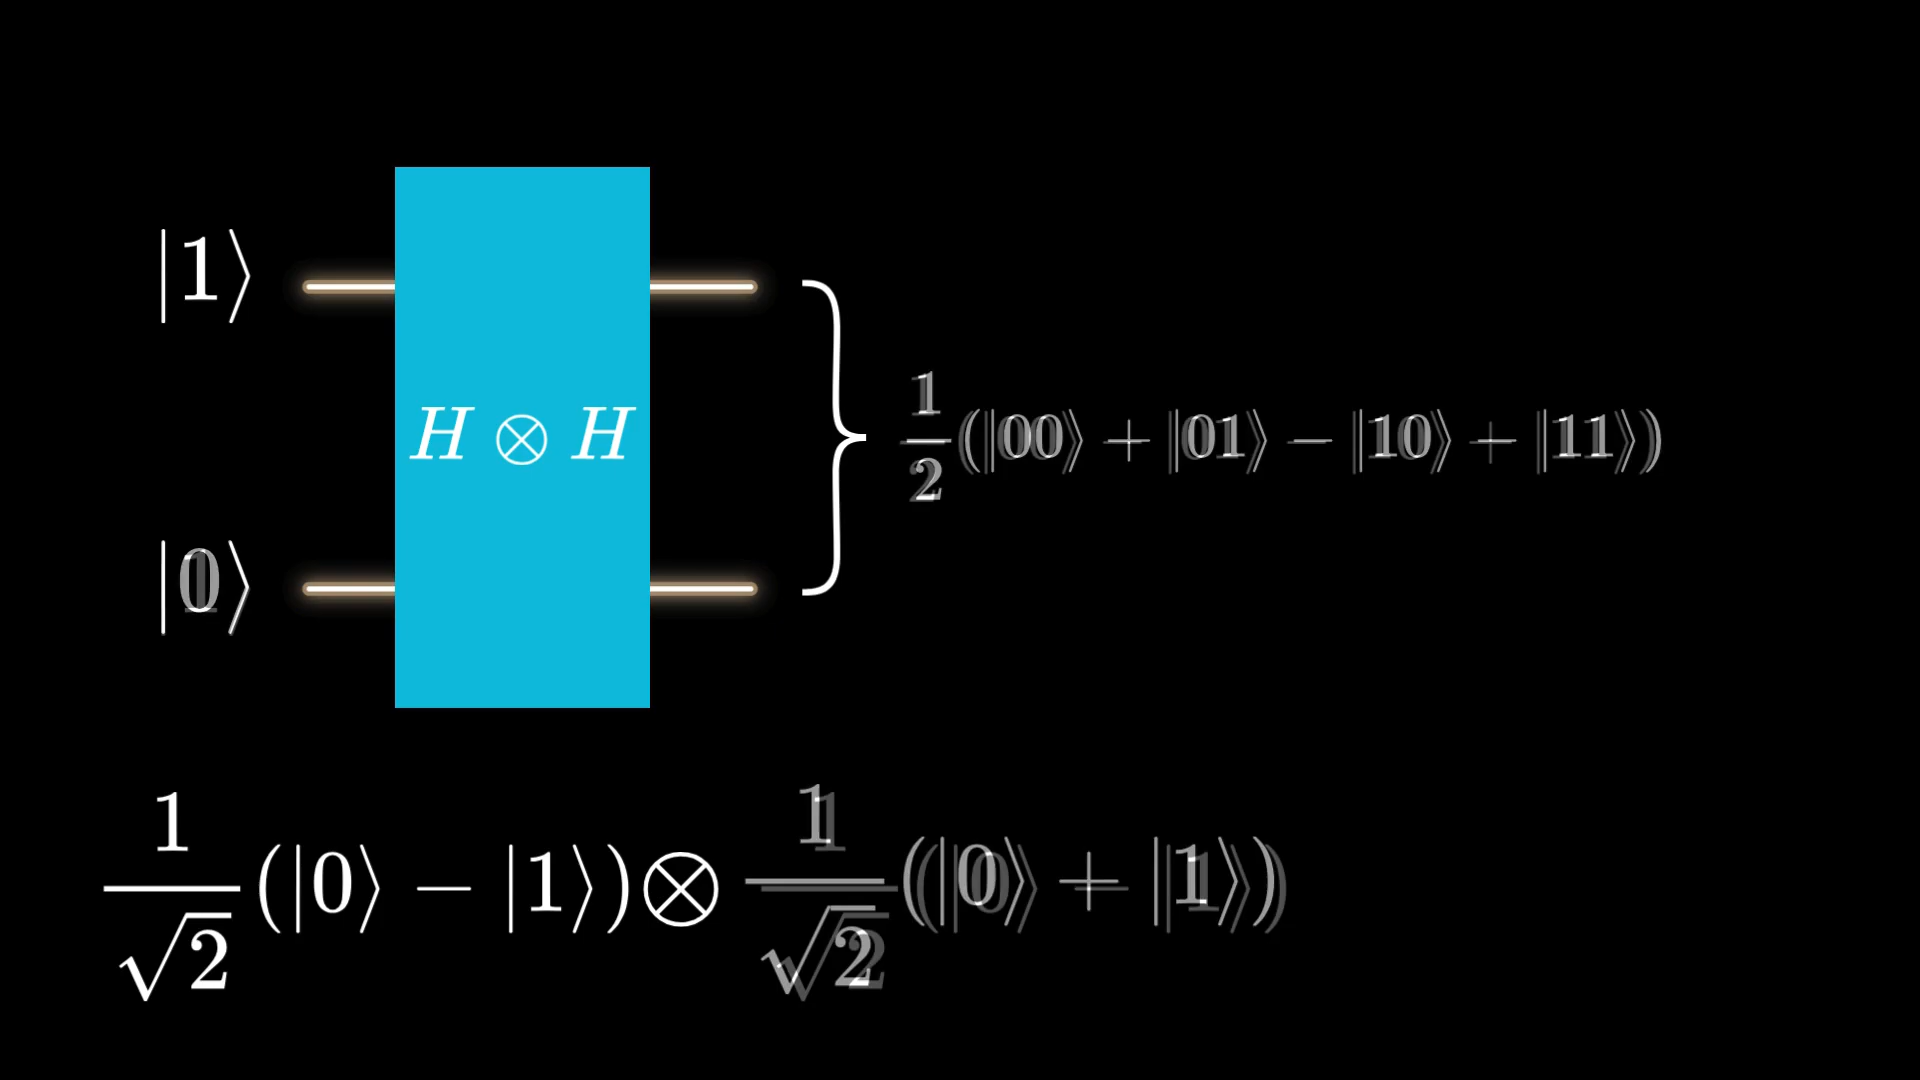 |1⟩
H ⊗ H
|0⟩
1/2 (|00⟩ + |01⟩ − |10⟩ − |11⟩)
1/√2 (|0⟩ − |1⟩) ⊗ 1/√2 (|0⟩ + |1⟩)